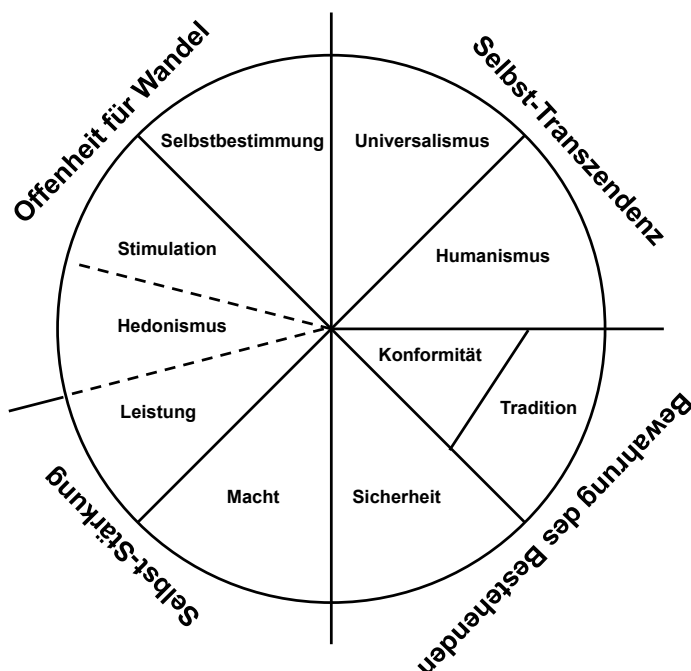 Offenheit für Wandel
Selbst-Transzendenz
Selbstbestimmung
Universalismus
Stimulation
Humanismus
Hedonismus
Konformität
Leistung
Tradition
Macht
Sicherheit
Selbst-Stärkung
Bewahrung des Bestehenden